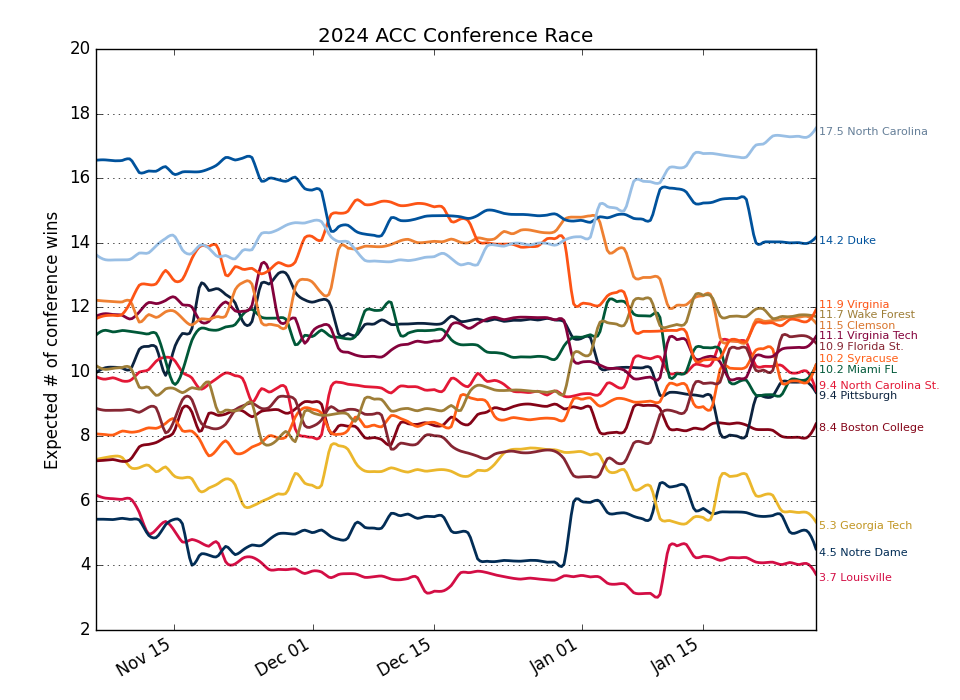 2024 ACC Conference Race
Expected # of conference wins
20
18
16
14
12
10
8
6
4
2
Nov 15
Dec 01
Dec 15
Jan 01
Jan 15
17.5 North Carolina
14.2 Duke
11.9 Virginia
11.7 Wake Forest
11.5 Clemson
11.1 Virginia Tech
10.9 Florida St.
10.2 Syracuse
10.2 Miami FL
9.4 North Carolina St.
9.4 Pittsburgh
8.4 Boston College
5.3 Georgia Tech
4.5 Notre Dame
3.7 Louisville